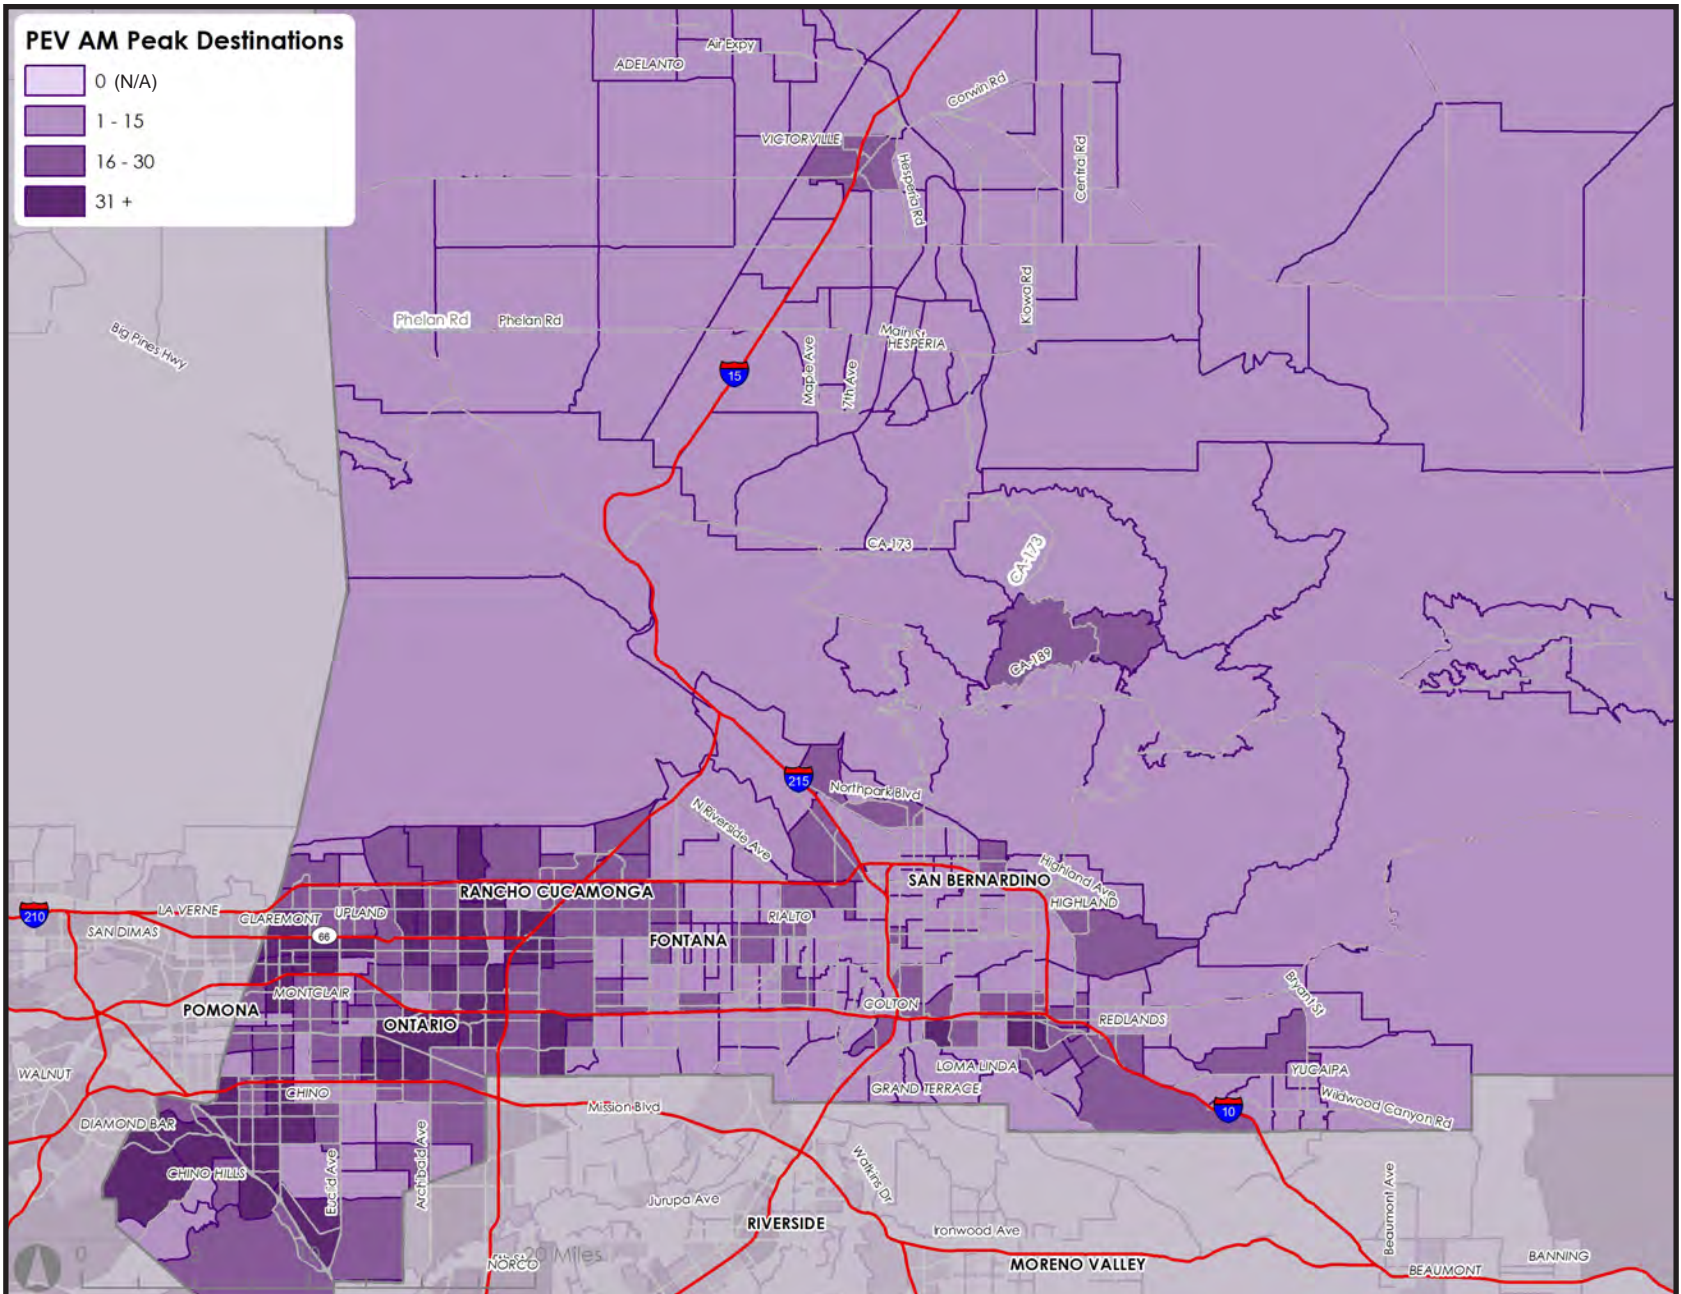 PEV AM Peak Destinations
0 (N/A)
1 - 15
16 - 30
31 +
Air Expy
ADELANTO
Corwin Rd
VICTORVILLE
Hesperia Rd
Central Rd
Kiowa Rd
Phelan Rd
Phelan Rd
Big Pines Hwy
Main St
HESPERIA
Maple Ave
7th Ave
15
CA-173
CA-173
CA-189
215
Northpark Blvd
N Riverside Ave
RANCHO CUCAMONGA
SAN BERNARDINO
Highland Ave
HIGHLAND
210
LA VERNE
CLAREMONT
UPLAND
RIALTO
SAN DIMAS
66
FONTANA
MONTCLAIR
POMONA
ONTARIO
COLTON
REDLANDS
Bryan St
WALNUT
LOMA LINDA
YUCAIPA
CHINO
GRAND TERRACE
Wildwood Canyon Rd
Mission Blvd
10
DIAMOND BAR
CHINO HILLS
Euclid Ave
Archibald Ave
Watkins Dr
Jurupa Ave
RIVERSIDE
Ironwood Ave
Beaumont Ave
NORCO
MORENO VALLEY
BEAUMONT
BANNING
0
20 Miles